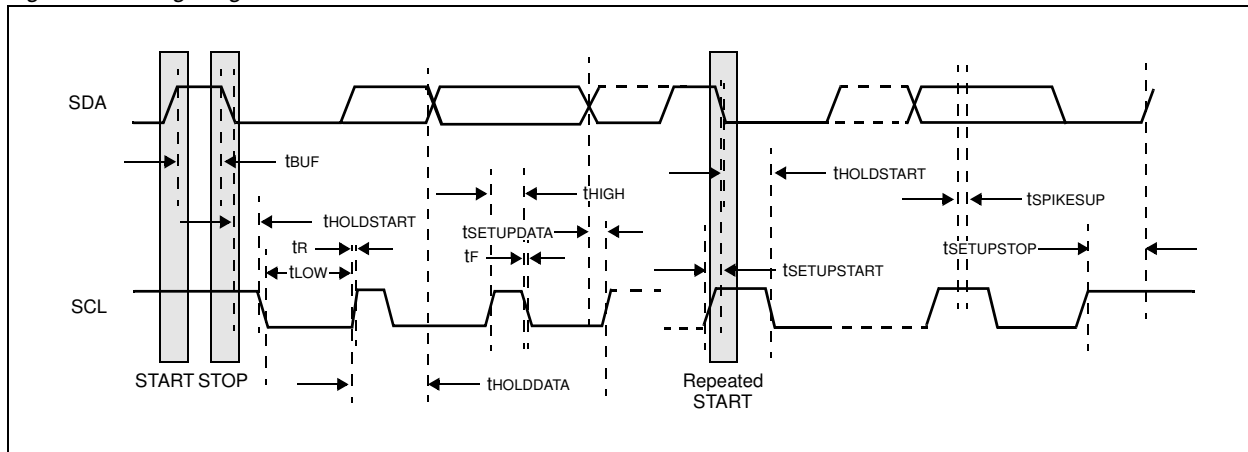 SDA
tBUF
tHOLDSTART
tHIGH
tHOLDSTART
tSPIKESUP
tR
tSETUPDATA
tF
tLOW
tSETUPSTART
tSETUPSTOP
SCL
START STOP
tHOLDDATA
Repeated
START